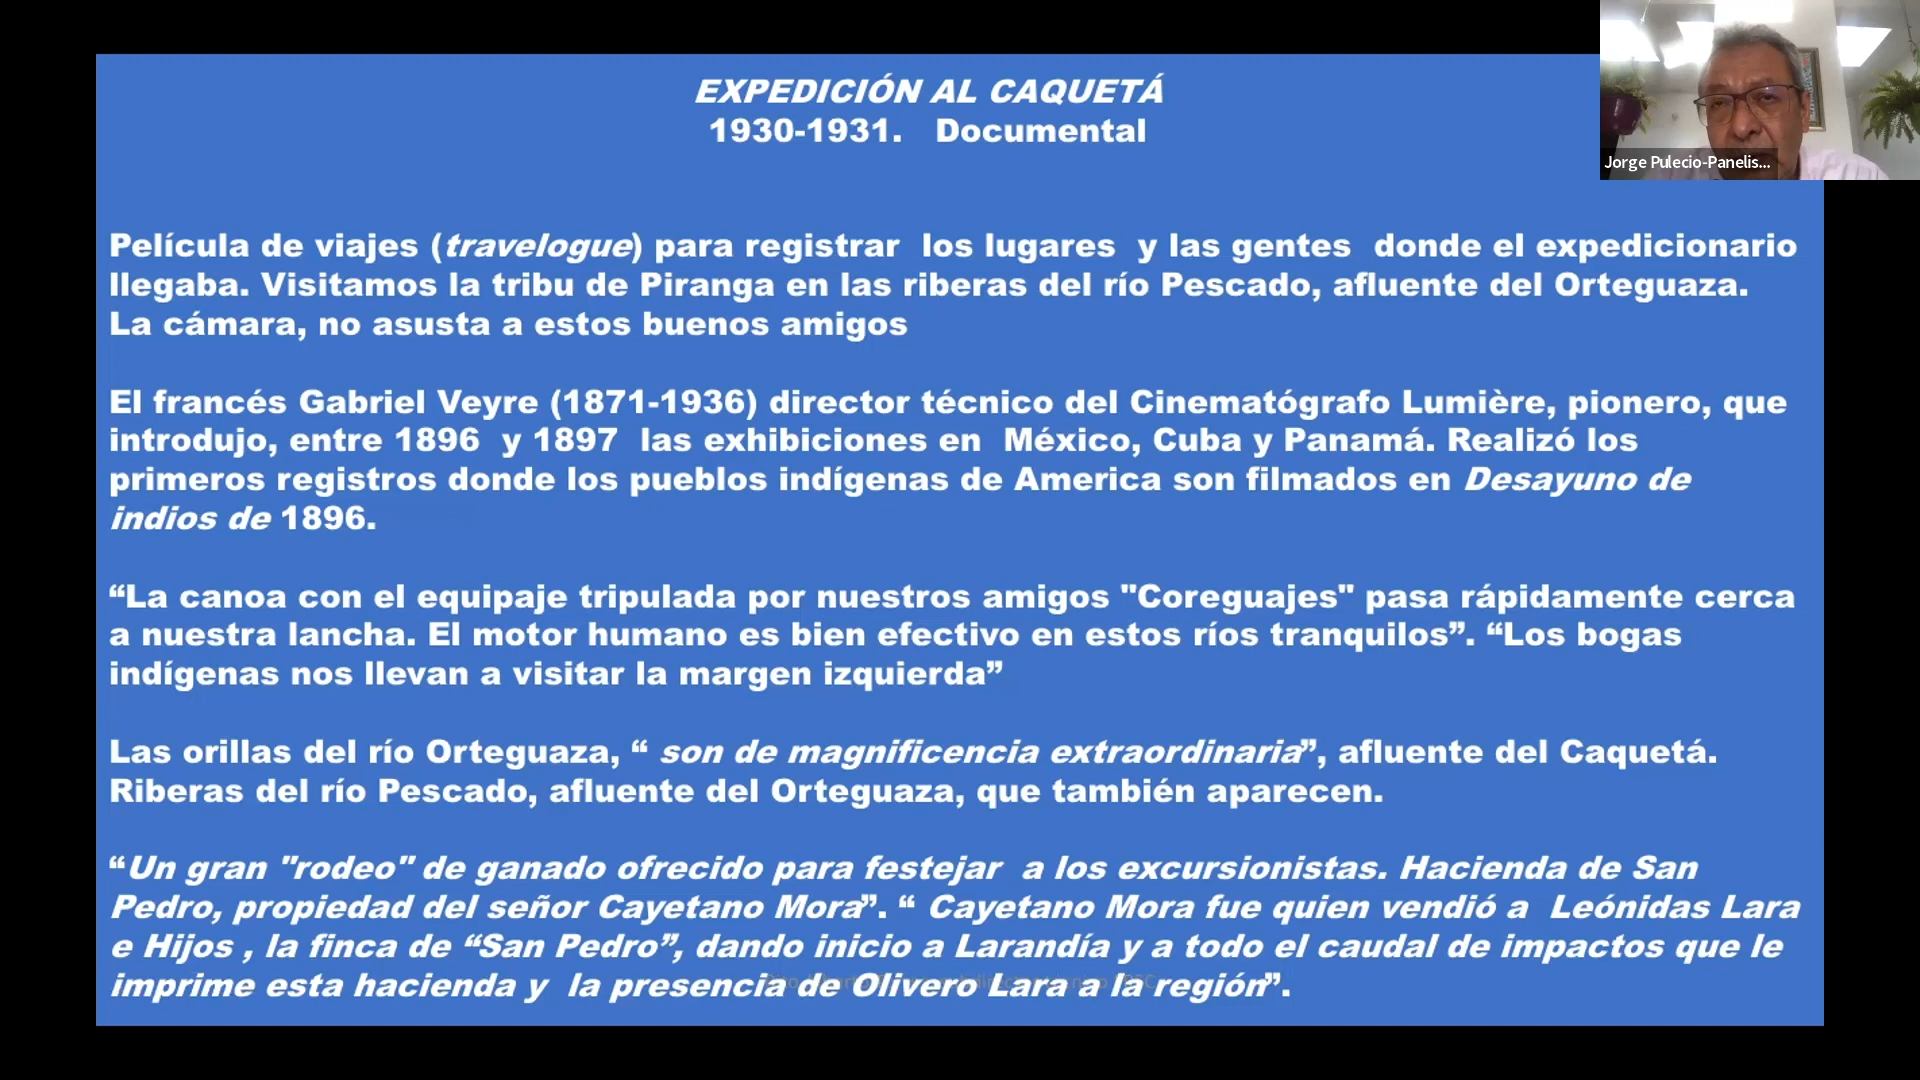 EXPEDICIÓN AL CAQUETÁ
1930-1931. Documental
Jorge Pulecio-Panelis...
Película de viajes (travelogue) para registrar los lugares y las gentes donde el expedicionario
llegaba. Visitamos la tribu de Piranga en las riberas del río Pescado, afluente del Orteguaza.
La cámara, no asusta a estos buenos amigos
El francés Gabriel Veyre (1871-1936) director técnico del Cinematógrafo Lumière, pionero, que
introdujo, entre 1896 y 1897 las exhibiciones en México, Cuba y Panamá. Realizó los
primeros registros donde los pueblos indígenas de America son filmados en Desayuno de
indios de 1896.
“La canoa con el equipaje tripulada por nuestros amigos "Coreguajes" pasa rápidamente cerca
a nuestra lancha. El motor humano es bien efectivo en estos ríos tranquilos”. “Los bogas
indígenas nos llevan a visitar la margen izquierda”
Las orillas del río Orteguaza, “ son de magnificencia extraordinaria”, afluente del Caquetá.
Riberas del río Pescado, afluente del Orteguaza, que también aparecen.
“Un gran "rodeo" de ganado ofrecido para festejar a los excursionistas. Hacienda de San
Pedro, propiedad del señor Cayetano Mora”. “ Cayetano Mora fue quien vendió a Leónidas Lara
e Hijos , la finca de “San Pedro”, dando inicio a Larandía y a todo el caudal de impactos que le
imprime esta hacienda y la presencia de Olivero Lara a la región”.